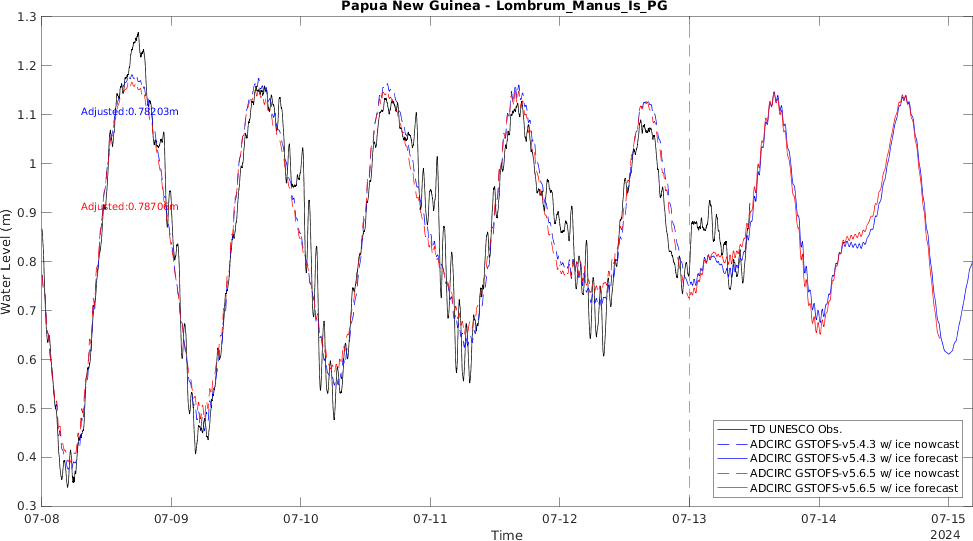 Papua New Guinea - Lombrum_Manus_Is_PG
1.3
1.2
1.1
1
0.9
0.8
0.7
0.6
0.5
0.4
0.3
Water Level (m)
Adjusted:0.78203m
Adjusted:0.78706m
TD UNESCO Obs.
ADCIRC GSTOFS-v5.4.3 w/ ice nowcast
ADCIRC GSTOFS-v5.4.3 w/ ice forecast
ADCIRC GSTOFS-v5.6.5 w/ ice nowcast
ADCIRC GSTOFS-v5.6.5 w/ ice forecast
07-08 07-09 07-10 07-11 07-12 07-13 07-14 07-15
Time
2024